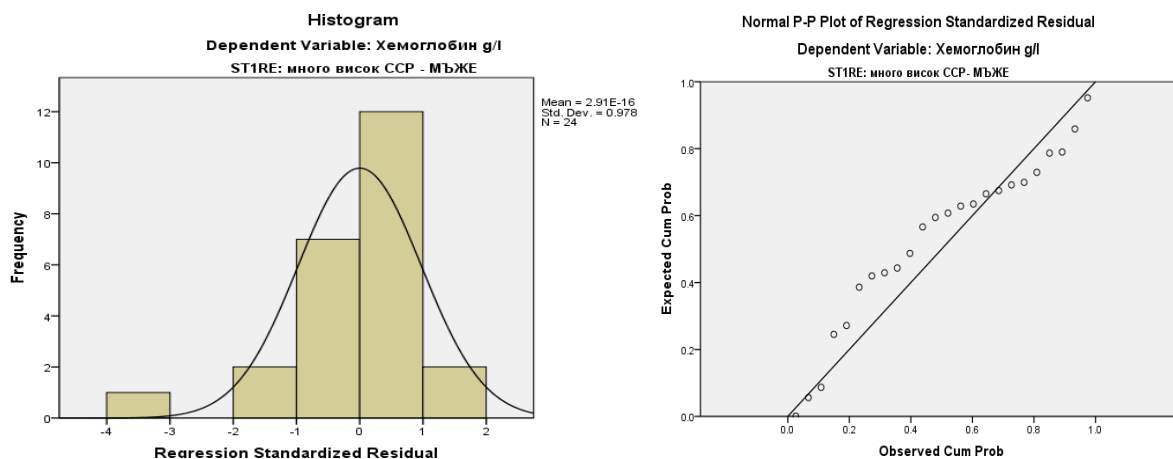 Histogram
Dependent Variable: Хемоглобин g/l
ST1RE: много висок ССР - МЪЖЕ
Mean = 2.91E-16
Std. Dev. = 0.978
N = 24
Frequency
12
10
8
6
4
2
0
-4 -3 -2 -1 0 1 2
Regression Standardized Residual
Normal P-P Plot of Regression Standardized Residual
Dependent Variable: Хемоглобин g/l
ST1RE: много висок ССР- МЪЖЕ
Expected Cum Prob
1.0
0.8
0.6
0.4
0.2
0.0
0.0 0.2 0.4 0.6 0.8 1.0
Observed Cum Prob